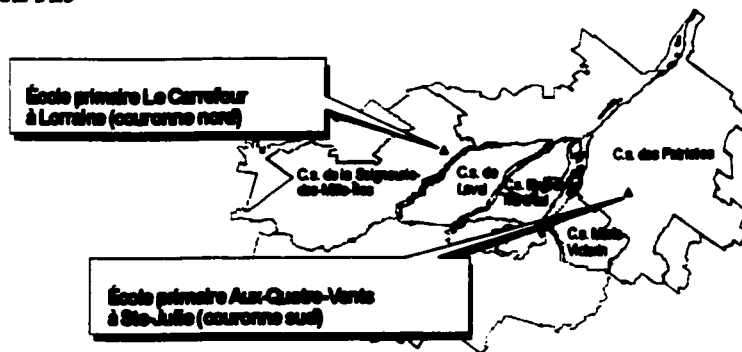 École primaire Le Carrefour
à Lorraine (couronne nord)
C.s. de la Seigneurie-
des-Mille-Îles
C.s. de
Laval
C.s.
C.s. des Patriotes
C.s. Marie-
Victorin
École primaire Aux-Quatre-Vents
à Ste-Julie (couronne sud)